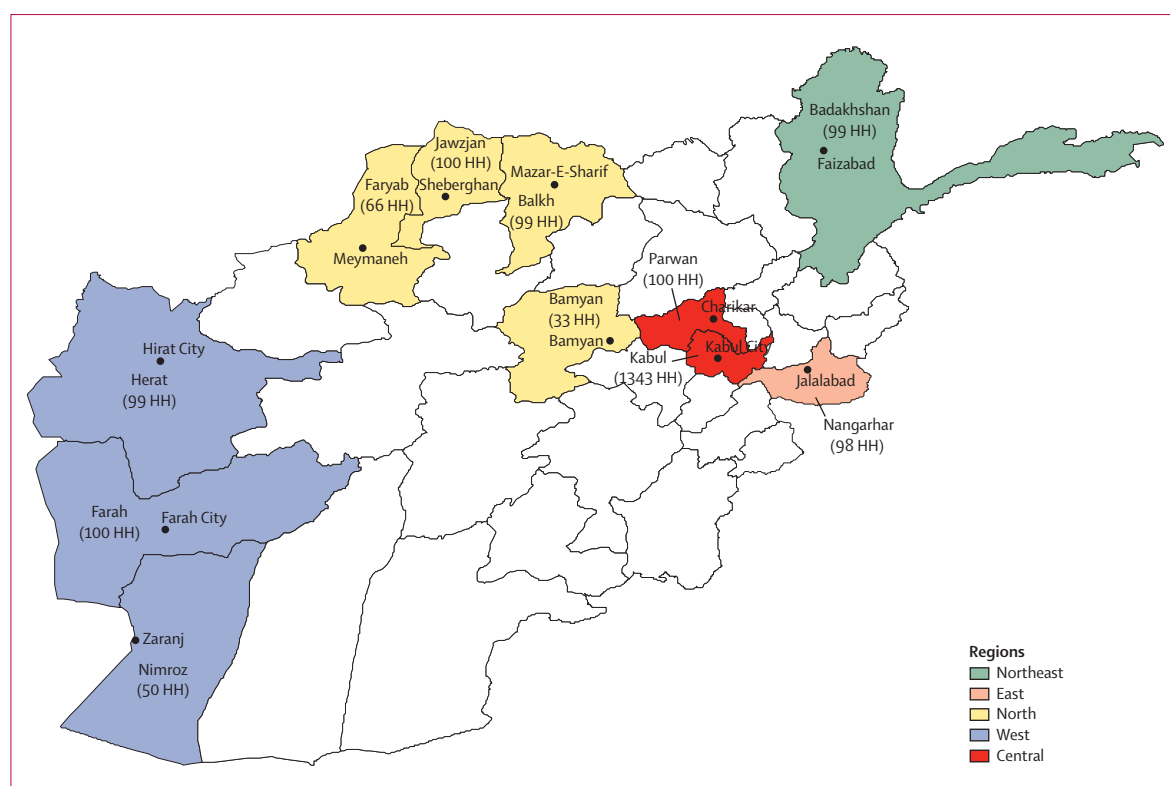 Badakhshan
(99 HH)
Faizabad
Jawzjan
(100 HH)
Sheberghan
Mazar-E-Sharif
Balkh
(99 HH)
Faryab
(66 HH)
Meymaneh
Parwan
(100 HH)
Charikar
Bamyan
(33 HH)
Bamyan
Kabul City
Kabul
(1343 HH)
Jalalabad
Nangarhar
(98 HH)
Hirat City
Herat
(99 HH)
Farah
(100 HH)
Farah City
Zaranj
Nimroz
(50 HH)
Regions
Northeast
East
North
West
Central